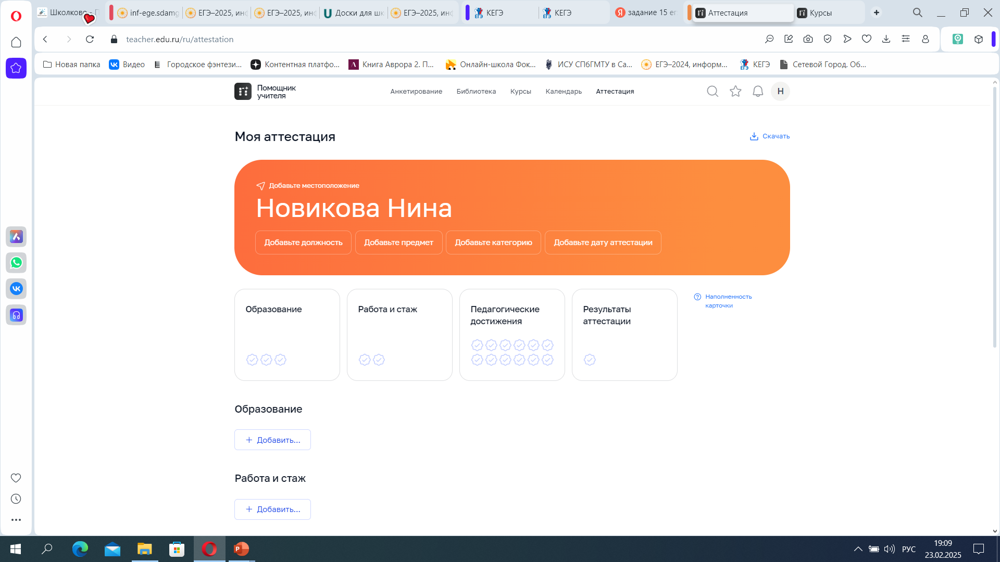 Школково - П
inf-ege.sdamg
ЕГЭ–2025, инф
ЕГЭ–2025, инф
Доски для шк
ЕГЭ–2025, инф
КЕГЭ
КЕГЭ
задание 15 ег
Аттестация
Курсы
teacher.edu.ru/ru/attestation
Новая папка
Видео
Городское фэнтези...
Контентная платфо...
Книга Аврора 2. П...
Онлайн-школа Фок...
ИСУ СПбГМТУ в Са...
ЕГЭ–2024, информ...
КЕГЭ
Сетевой Город. Об...
Помощник
учителя
Анкетирование
Библиотека
Курсы
Календарь
Аттестация
Н
Моя аттестация
Скачать
Добавьте местоположение
Новикова Нина
Добавьте должность
Добавьте предмет
Добавьте категорию
Добавьте дату аттестации
Образование
Работа и стаж
Педагогические
достижения
Результаты
аттестации
Наполненность
карточки
Образование
+ Добавить...
Работа и стаж
+ Добавить...
РУС
19:09
23.02.2025